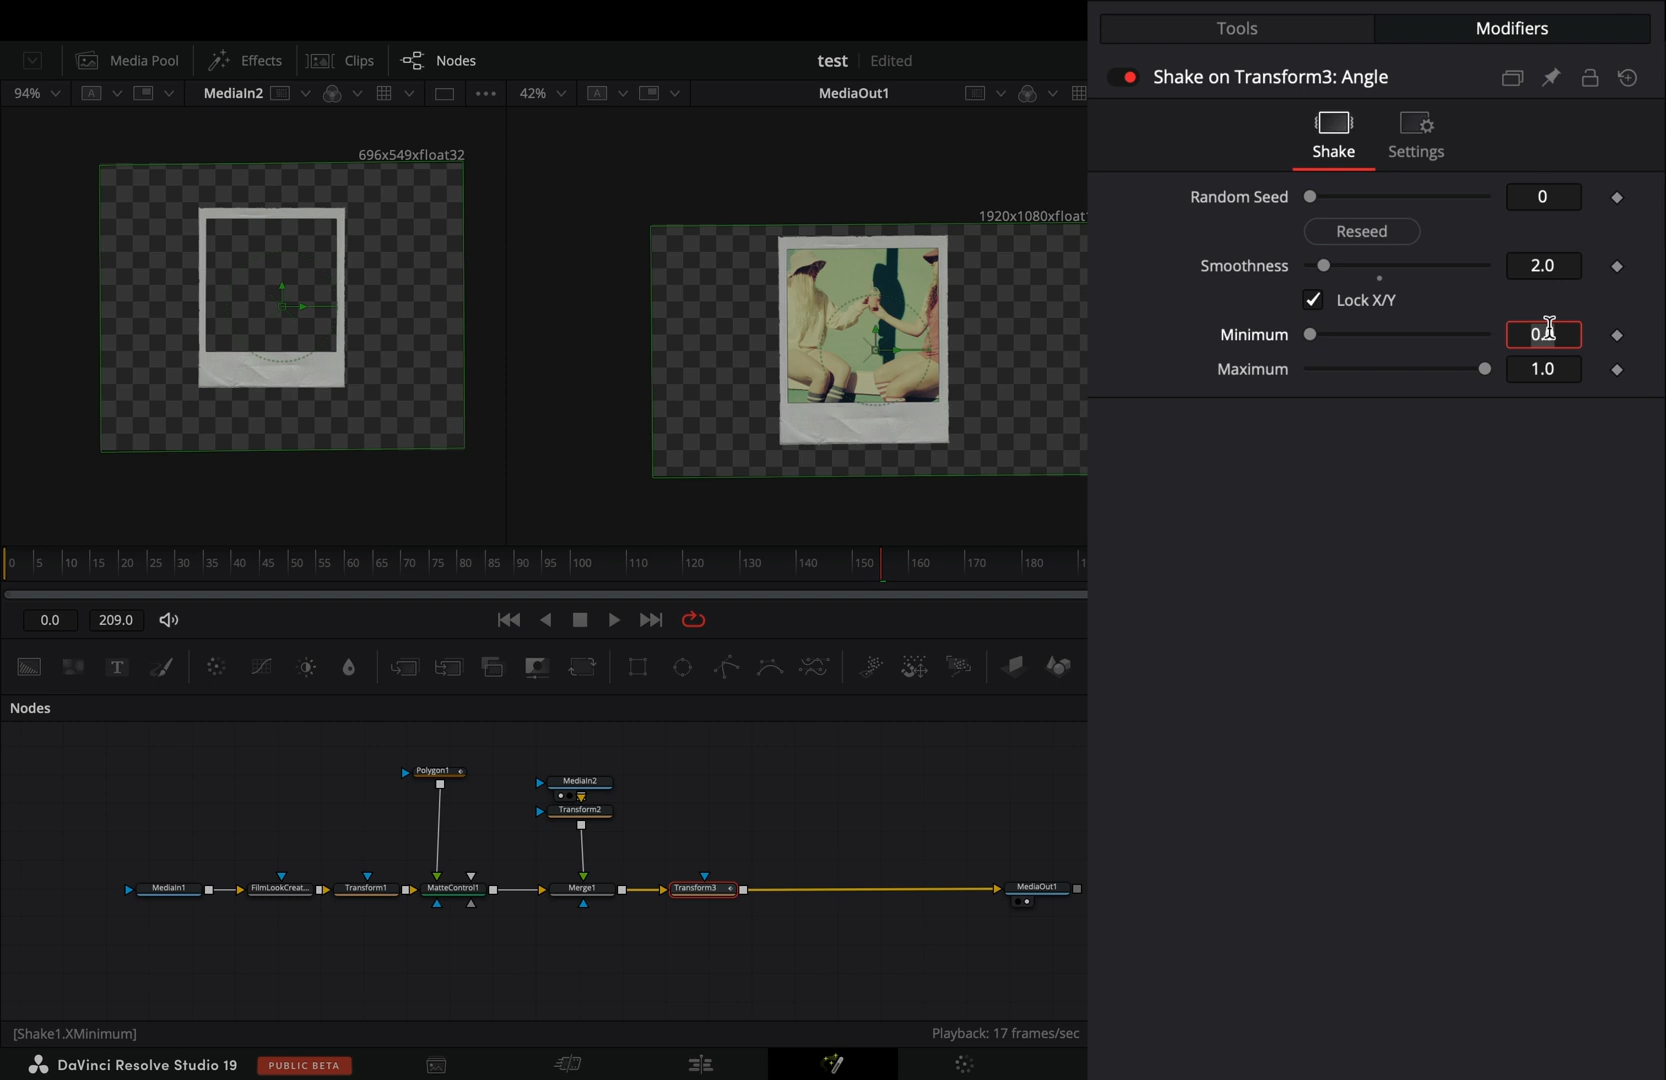 Tools
Modifiers
Media Pool
Effects
Clips
Nodes
test
Edited
Shake on Transform3: Angle
94%
A
MediaIn2
42%
A
MediaOut1
Shake
Settings
696x549xfloat32
1920x1080xfloat
Random Seed
0
Reseed
Smoothness
2.0
Lock X/Y
Minimum
Maximum
1.0
0 5 10 15 20 25 30 35 40 45 50 55 60 65 70 75 80 85 90 95 100 110 120 130 140 150 160 170 180
0.0
209.0
T
Nodes
Polygon1
MediaIn2
Transform2
MediaIn1
FilmLookCreat...
Transform1
MatteControl1
Merge1
Transform3
MediaOut1
[Shake1.XMinimum]
Playback: 17 frames/sec
DaVinci Resolve Studio 19
PUBLIC BETA